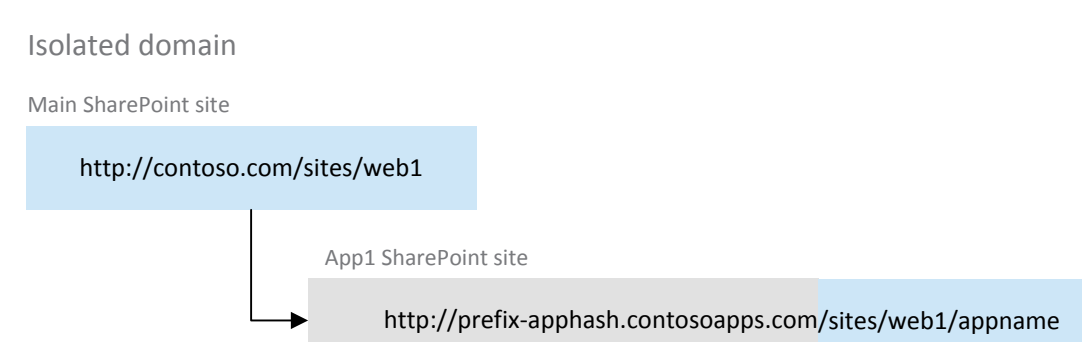 Isolated domain
Main SharePoint site
http://contoso.com/sites/web1
App1 SharePoint site
http://prefix-apphash.contosoapps.com/sites/web1/appname